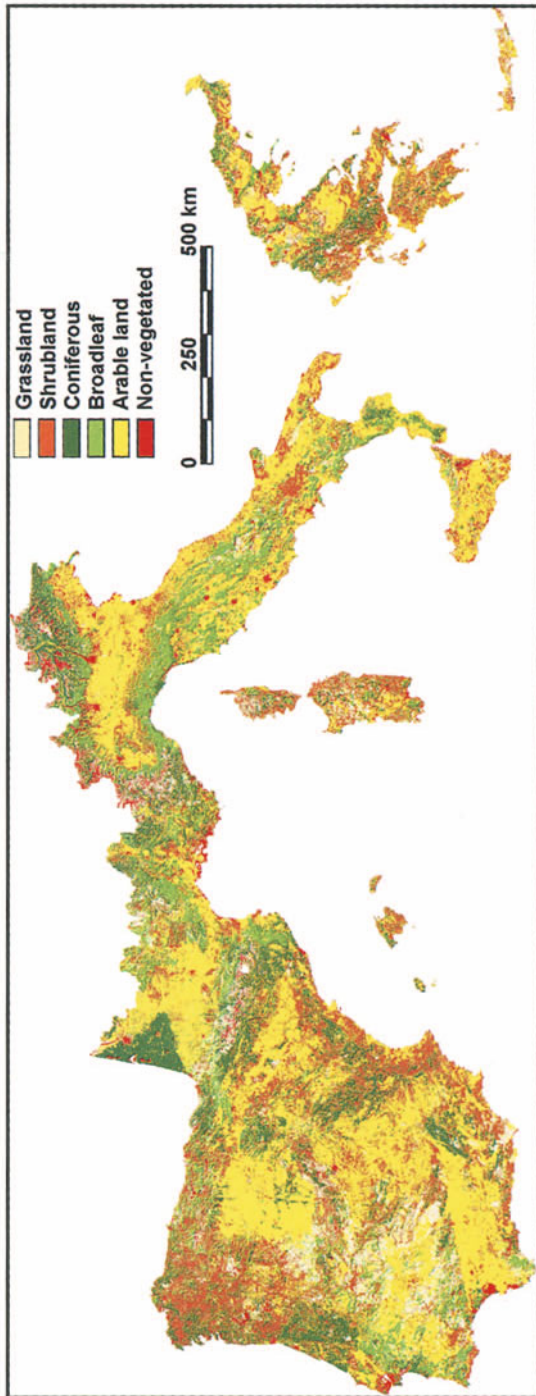 Grassland
Shrubland
Coniferous
Broadleaf
Arable land
Non-vegetated
0 250 500 km